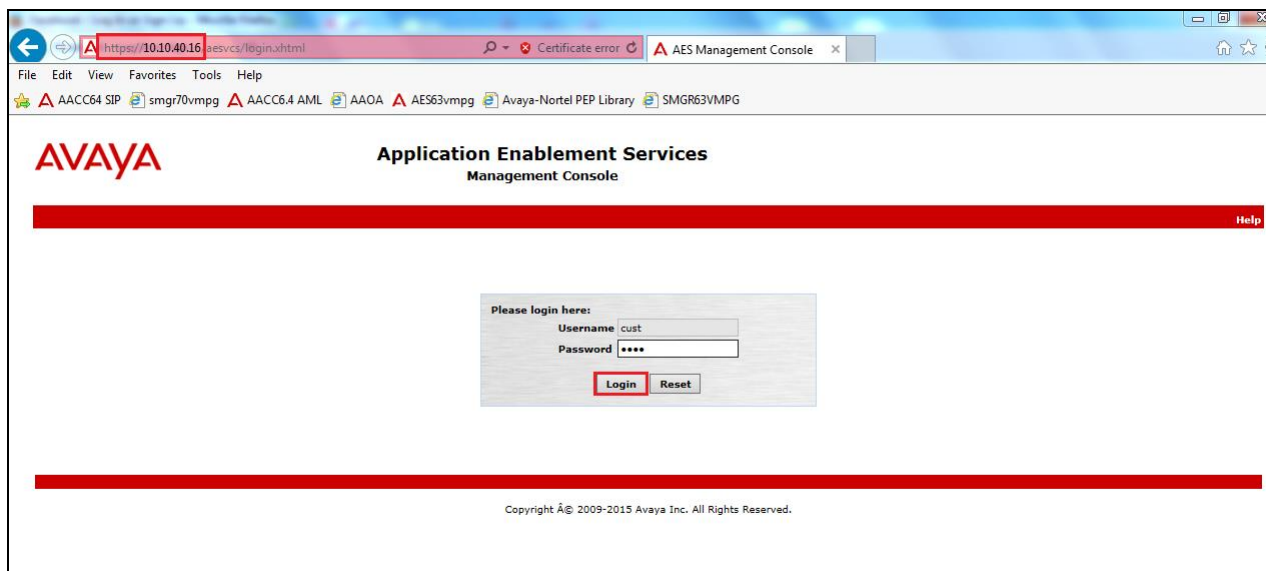 https://10.10.40.16/aesvcs/login.xhtml Certificate error AES Management Console
File Edit View Favorites Tools Help
AACC64 SIP smgr70vmpg AACC6.4 AML AAOA AES63vmpg Avaya-Nortel PEP Library SMGR63VMPG
AVAYA
Application Enablement Services
Management Console
Help
Please login here:
Username cust
Password ••••
Login Reset
Copyright Â© 2009-2015 Avaya Inc. All Rights Reserved.